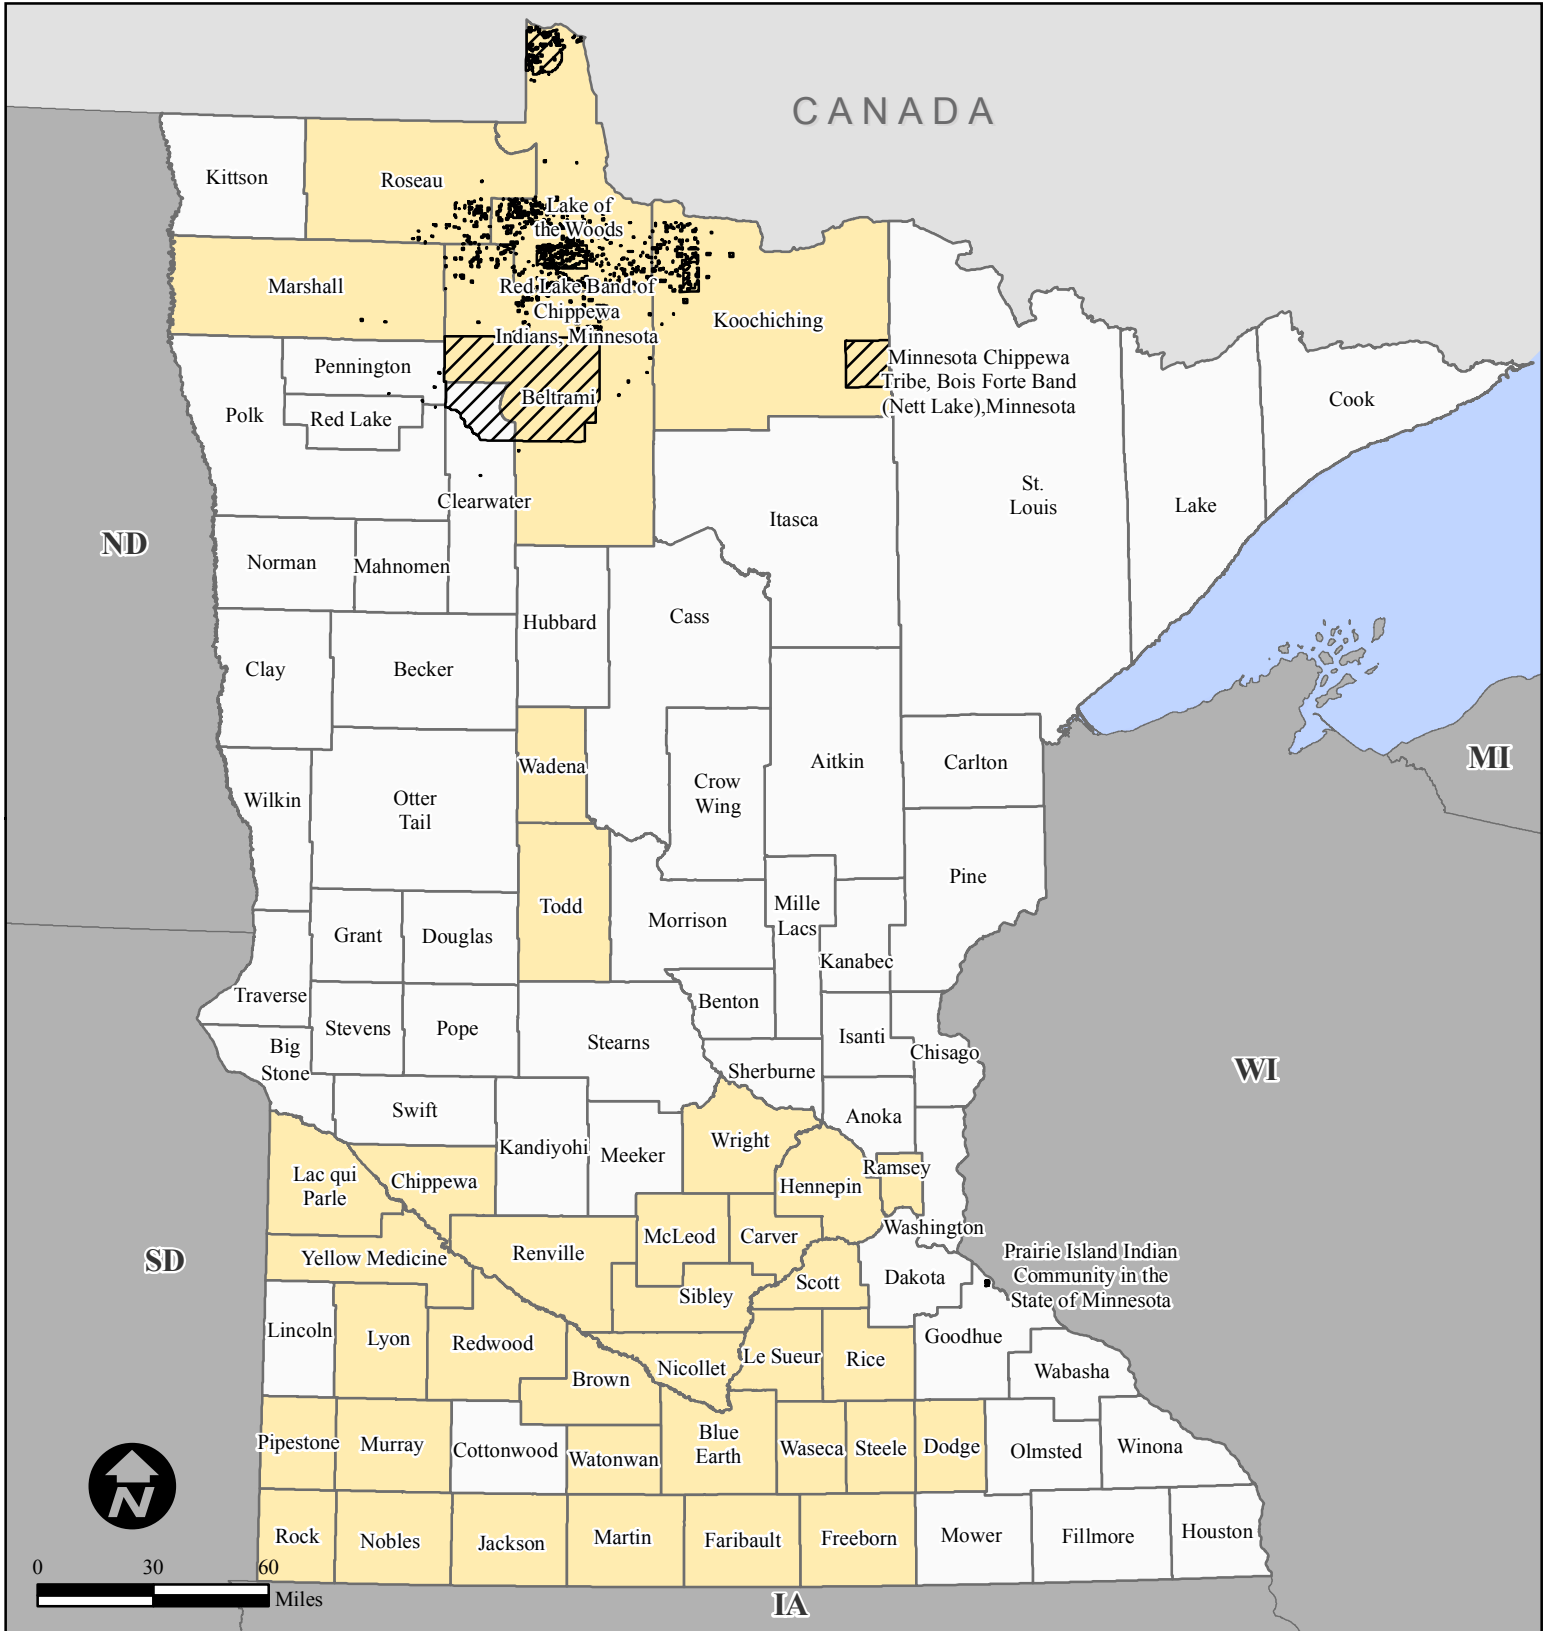 CANADA
Kittson
Roseau
Lake of
the Woods
Marshall
Red Lake Band of
Chippewa
Indians, Minnesota
Koochiching
Pennington
Minnesota Chippewa
Tribe, Bois Forte Band
(Nett Lake),Minnesota
Polk
Red Lake
Beltrami
Cook
Clearwater
St.
Louis
Lake
Itasca
ND
Norman
Mahnomen
Hubbard
Cass
Clay
Becker
Wadena
Aitkin
Carlton
MI
Crow
Wing
Wilkin
Otter
Tail
Pine
Todd
Mille
Lacs
Morrison
Grant
Douglas
Kanabec
Traverse
Benton
Stevens
Pope
Stearns
Isanti
Chisago
Big
Stone
Sherburne
WI
Swift
Anoka
Kandiyohi
Meeker
Wright
Ramsey
Lac qui
Parle
Chippewa
Hennepin
Washington
McLeod
Carver
SD
Yellow Medicine
Renville
Prairie Island Indian
Community in the
State of Minnesota
Dakota
Scott
Sibley
Lincoln
Lyon
Redwood
Goodhue
Le Sueur
Rice
Nicollet
Brown
Wabasha
Pipestone
Murray
Cottonwood
Watonwan
Blue
Earth
Waseca
Steele
Dodge
Olmsted
Winona
N
Rock
Nobles
Jackson
Martin
Faribault
Freeborn
Mower
Fillmore
Houston
0 30 60
Miles
IA